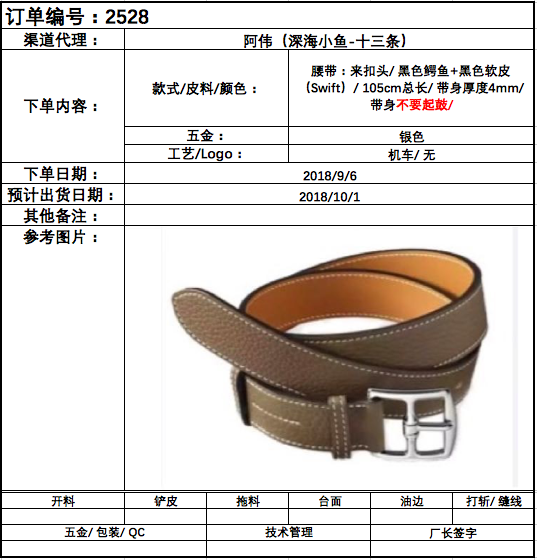 订单编号：2528
渠道代理： 阿伟（深海小鱼-十三条）
下单内容： 款式/皮料/颜色： 腰带：来扣头/ 黑色鳄鱼+黑色软皮
（Swift）/ 105cm总长/ 带身厚度4mm/
带身不要起鼓/
五金： 银色
工艺/Logo： 机车/ 无
下单日期： 2018/9/6
预计出货日期： 2018/10/1
其他备注：
参考图片：
开料 铲皮 拖料 台面 油边 打斩/ 缝线
五金/ 包装/ QC 技术管理 厂长签字